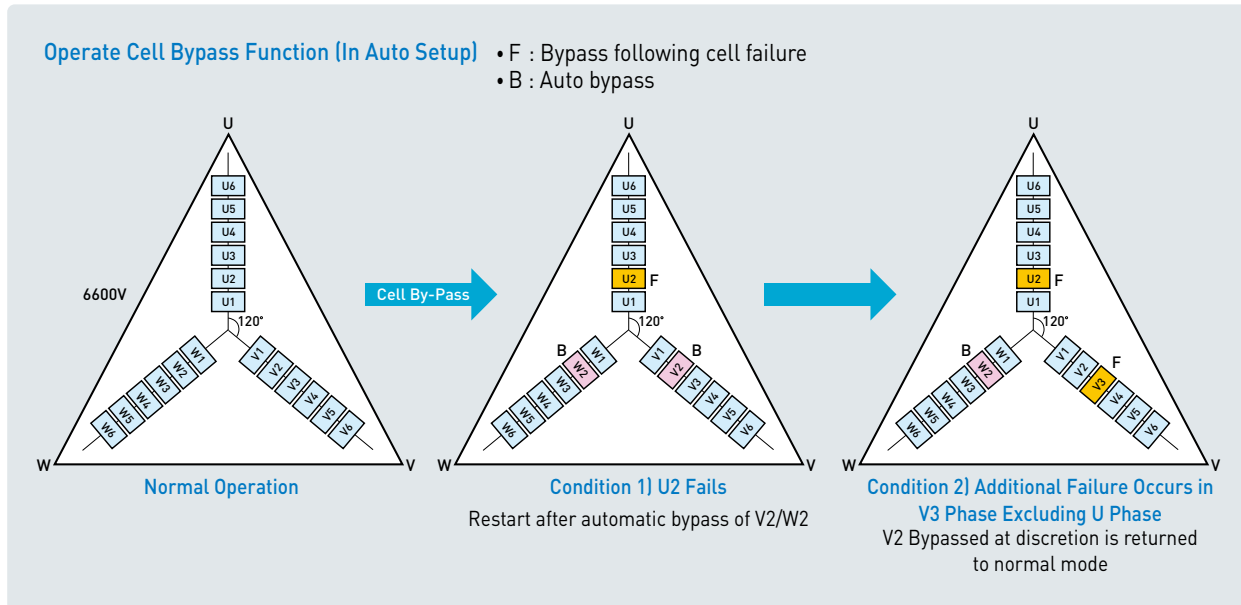 Operate Cell Bypass Function (In Auto Setup)
• F : Bypass following cell failure
• B : Auto bypass
U
U6
U5
U4
U3
U2
U1
120°
6600V
W1
W2
W3
W4
W5
W6
V1
V2
V3
V4
V5
V6
W
V
Normal Operation
Cell By-Pass
U
U6
U5
U4
U3
U2
F
U1
120°
B
W1
W2
W3
W4
W5
W6
B
V1
V2
V3
V4
V5
V6
W
V
Condition 1) U2 Fails
Restart after automatic bypass of V2/W2
U
U6
U5
U4
U3
U2
F
U1
120°
B
W1
W2
W3
W4
W5
W6
V1
V2
F
V3
V4
V5
V6
W
V
Condition 2) Additional Failure Occurs in
V3 Phase Excluding U Phase
V2 Bypassed at discretion is returned
to normal mode